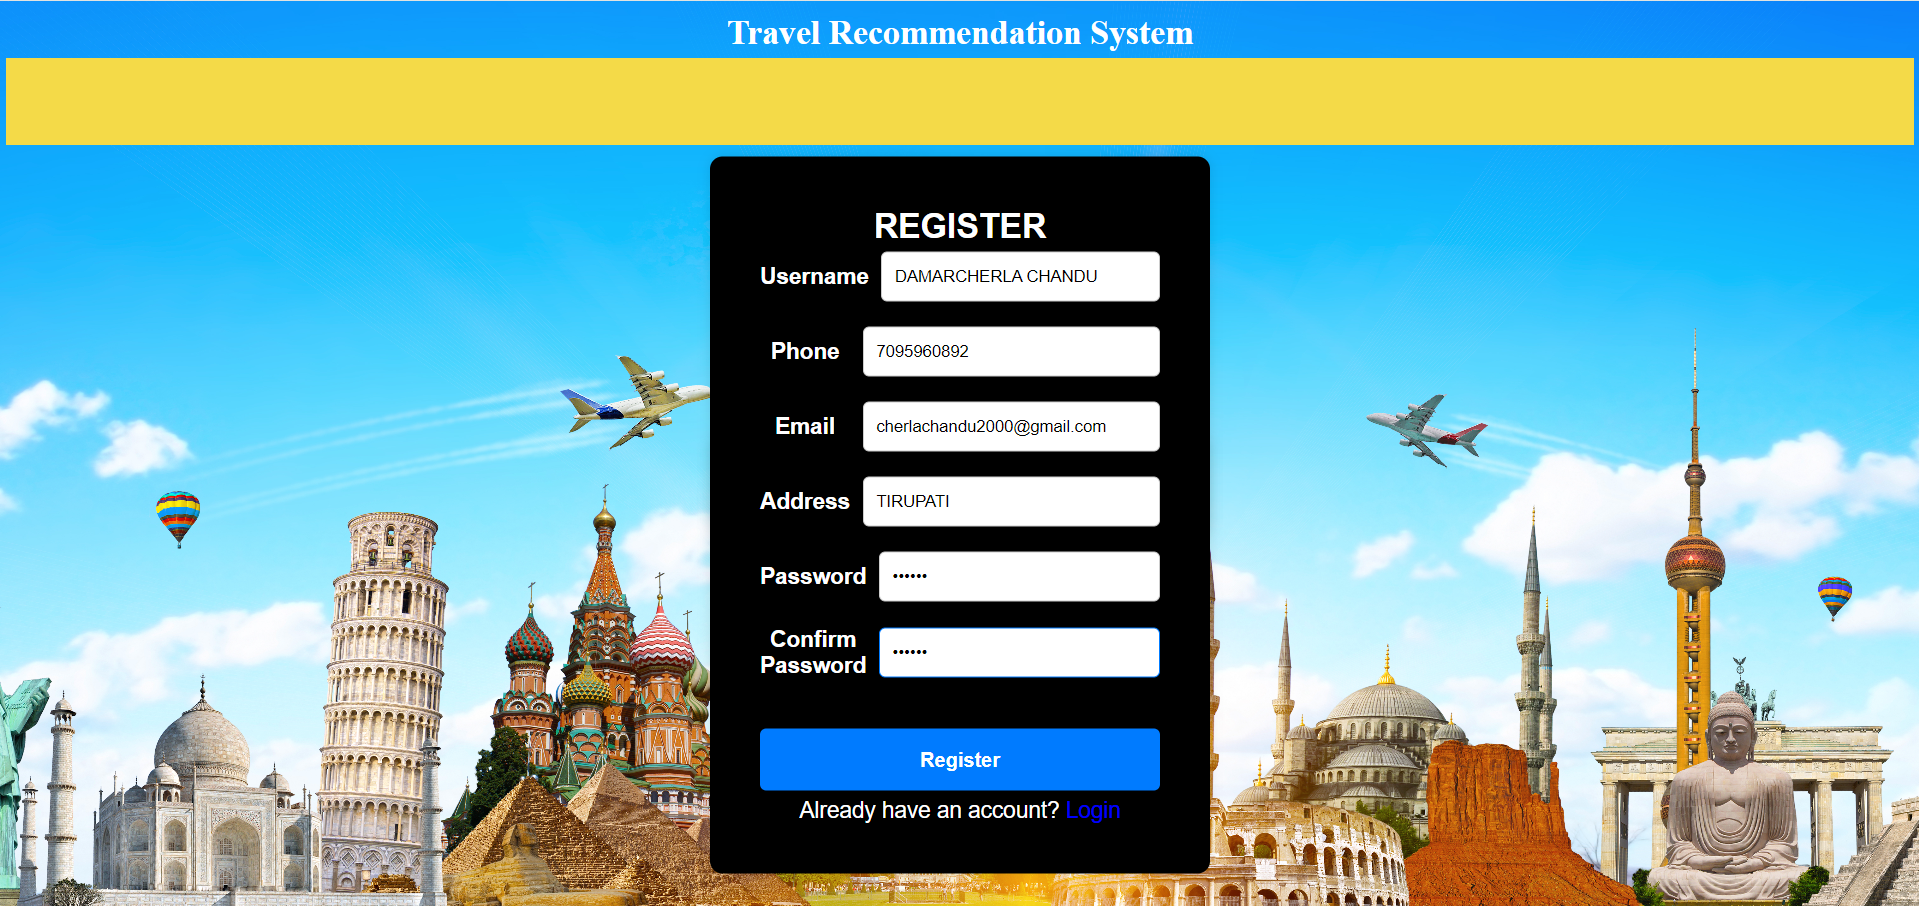 Travel Recommendation System
REGISTER
Username DAMARCHERLA CHANDU
Phone 7095960892
Email cherlachandu2000@gmail.com
Address TIRUPATI
Password ••••••
Confirm
Password ••••••
Register
Already have an account? Login